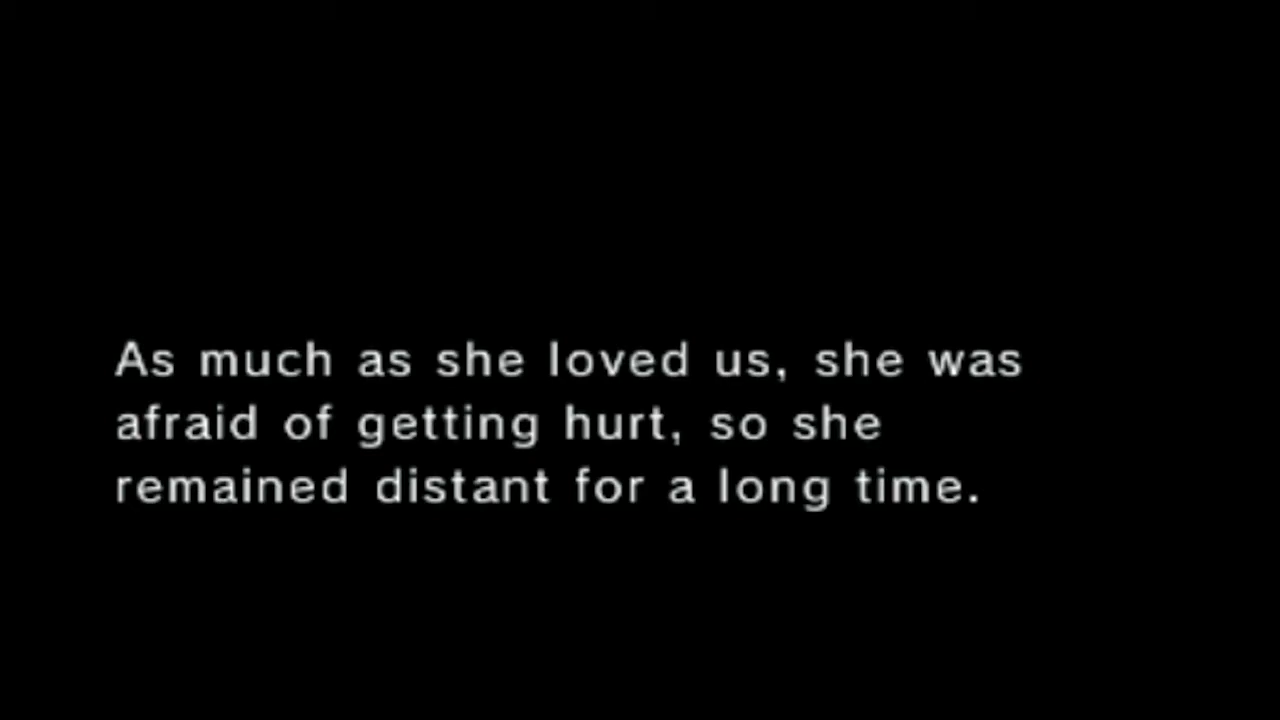 As much as she loved us, she was
afraid of getting hurt, so she
remained distant for a long time.